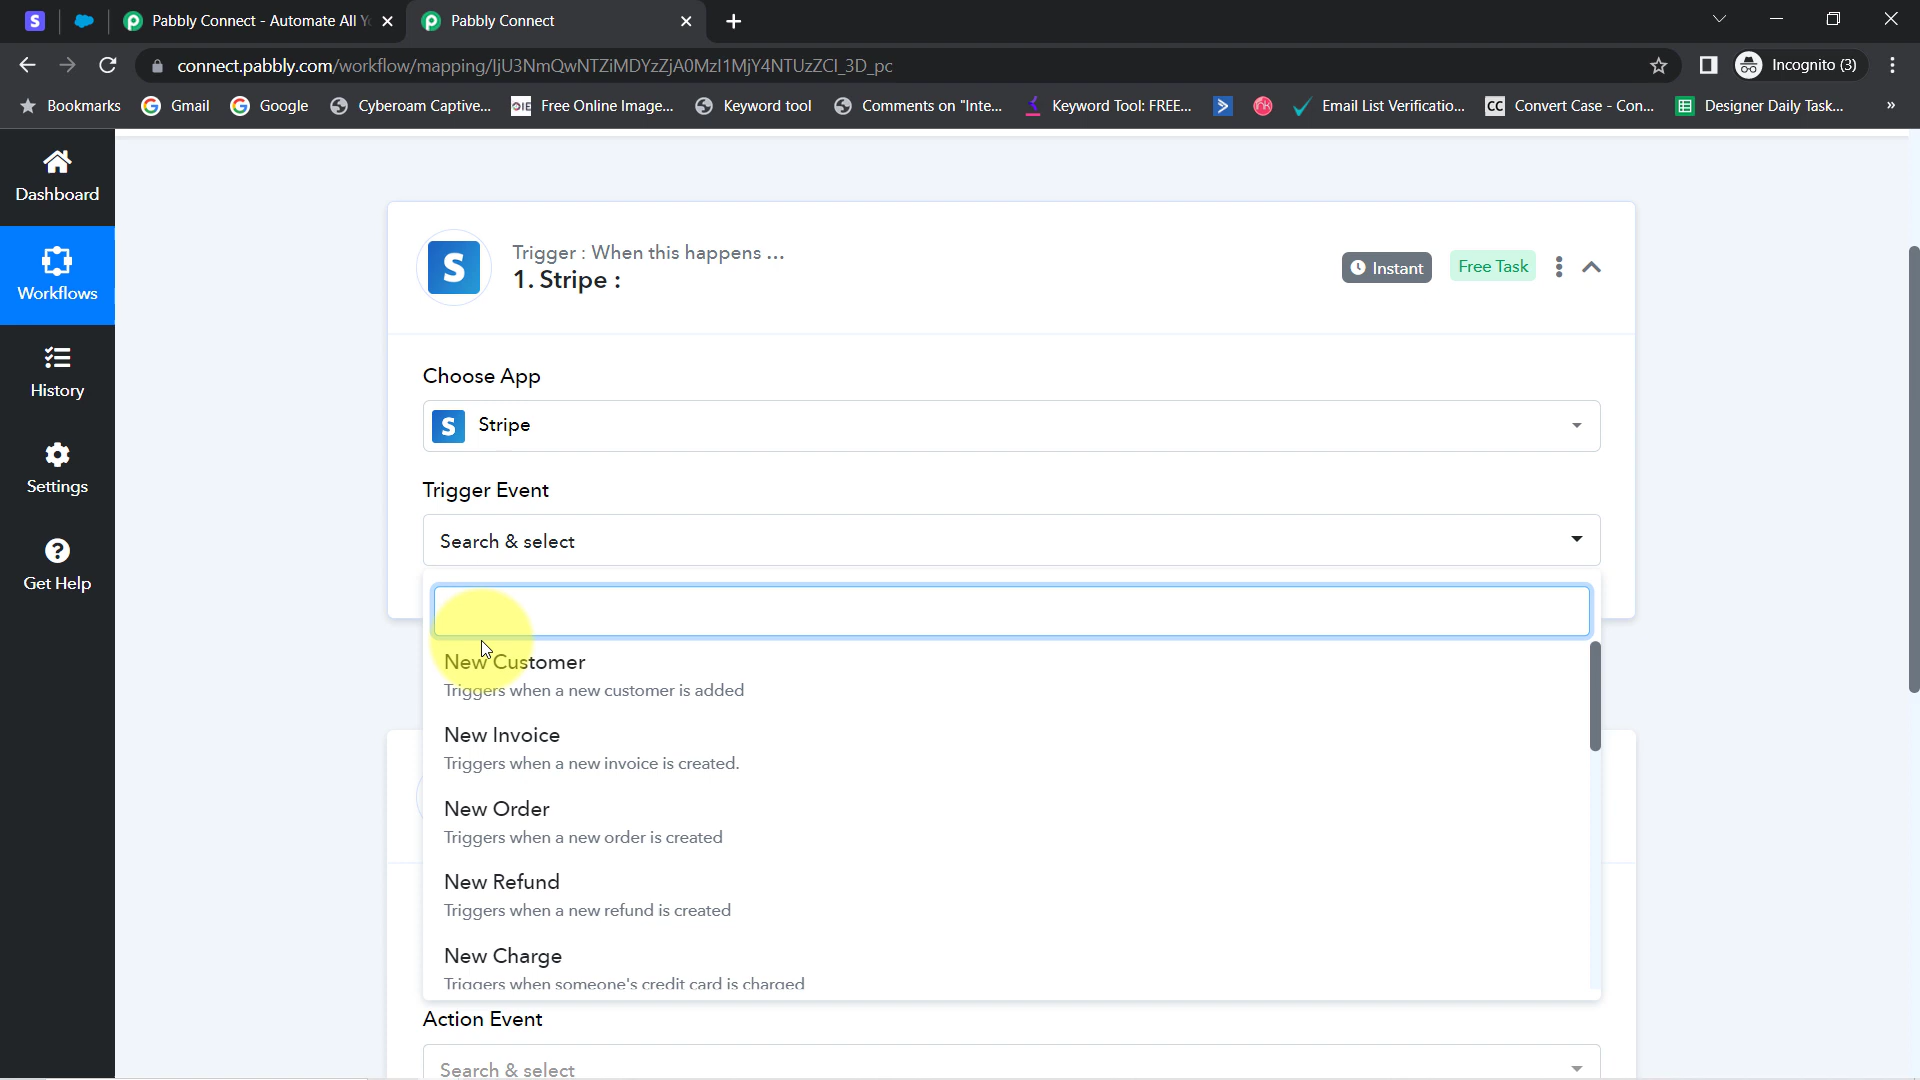 S
Pabbly Connect - Automate All Y
Pabbly Connect
connect.pabbly.com/workflow/mapping/IjU3NmQwNTZiMDYzZjA0MzI1MjY4NTUzZCI_3D_pc
Incognito (3)
Bookmarks
Gmail
Google
Cyberoam Captive...
OIE
Free Online Image...
Keyword tool
Comments on "Inte...
Keyword Tool: FREE...
Email List Verificatio...
CC
Convert Case - Con...
Designer Daily Task...
Dashboard
Workflows
History
Settings
Get Help
S
Trigger : When this happens ...
1. Stripe :
Instant
Free Task
Choose App
S Stripe
Trigger Event
Search & select
New Customer
Triggers when a new customer is added
New Invoice
Triggers when a new invoice is created.
New Order
Triggers when a new order is created
New Refund
Triggers when a new refund is created
New Charge
Triggers when someone's credit card is charged
Action Event
Search & select